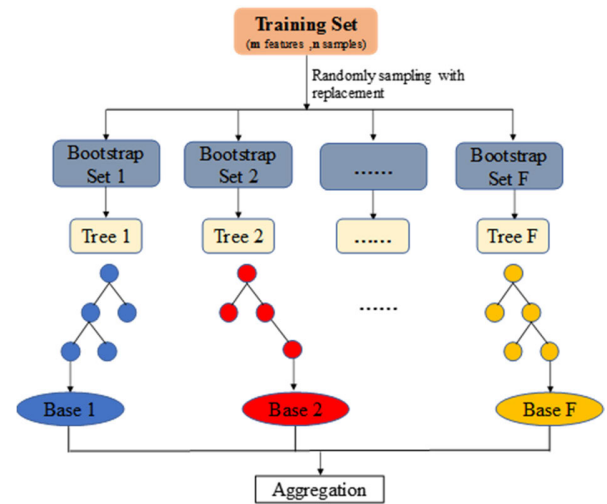 Training Set
(m features ,n samples)
Randomly sampling with
replacement
Bootstrap
Set 1
Bootstrap
Set 2
......
Bootstrap
Set F
Tree 1
Tree 2
......
Tree F
......
Base 1
Base 2
Base F
Aggregation